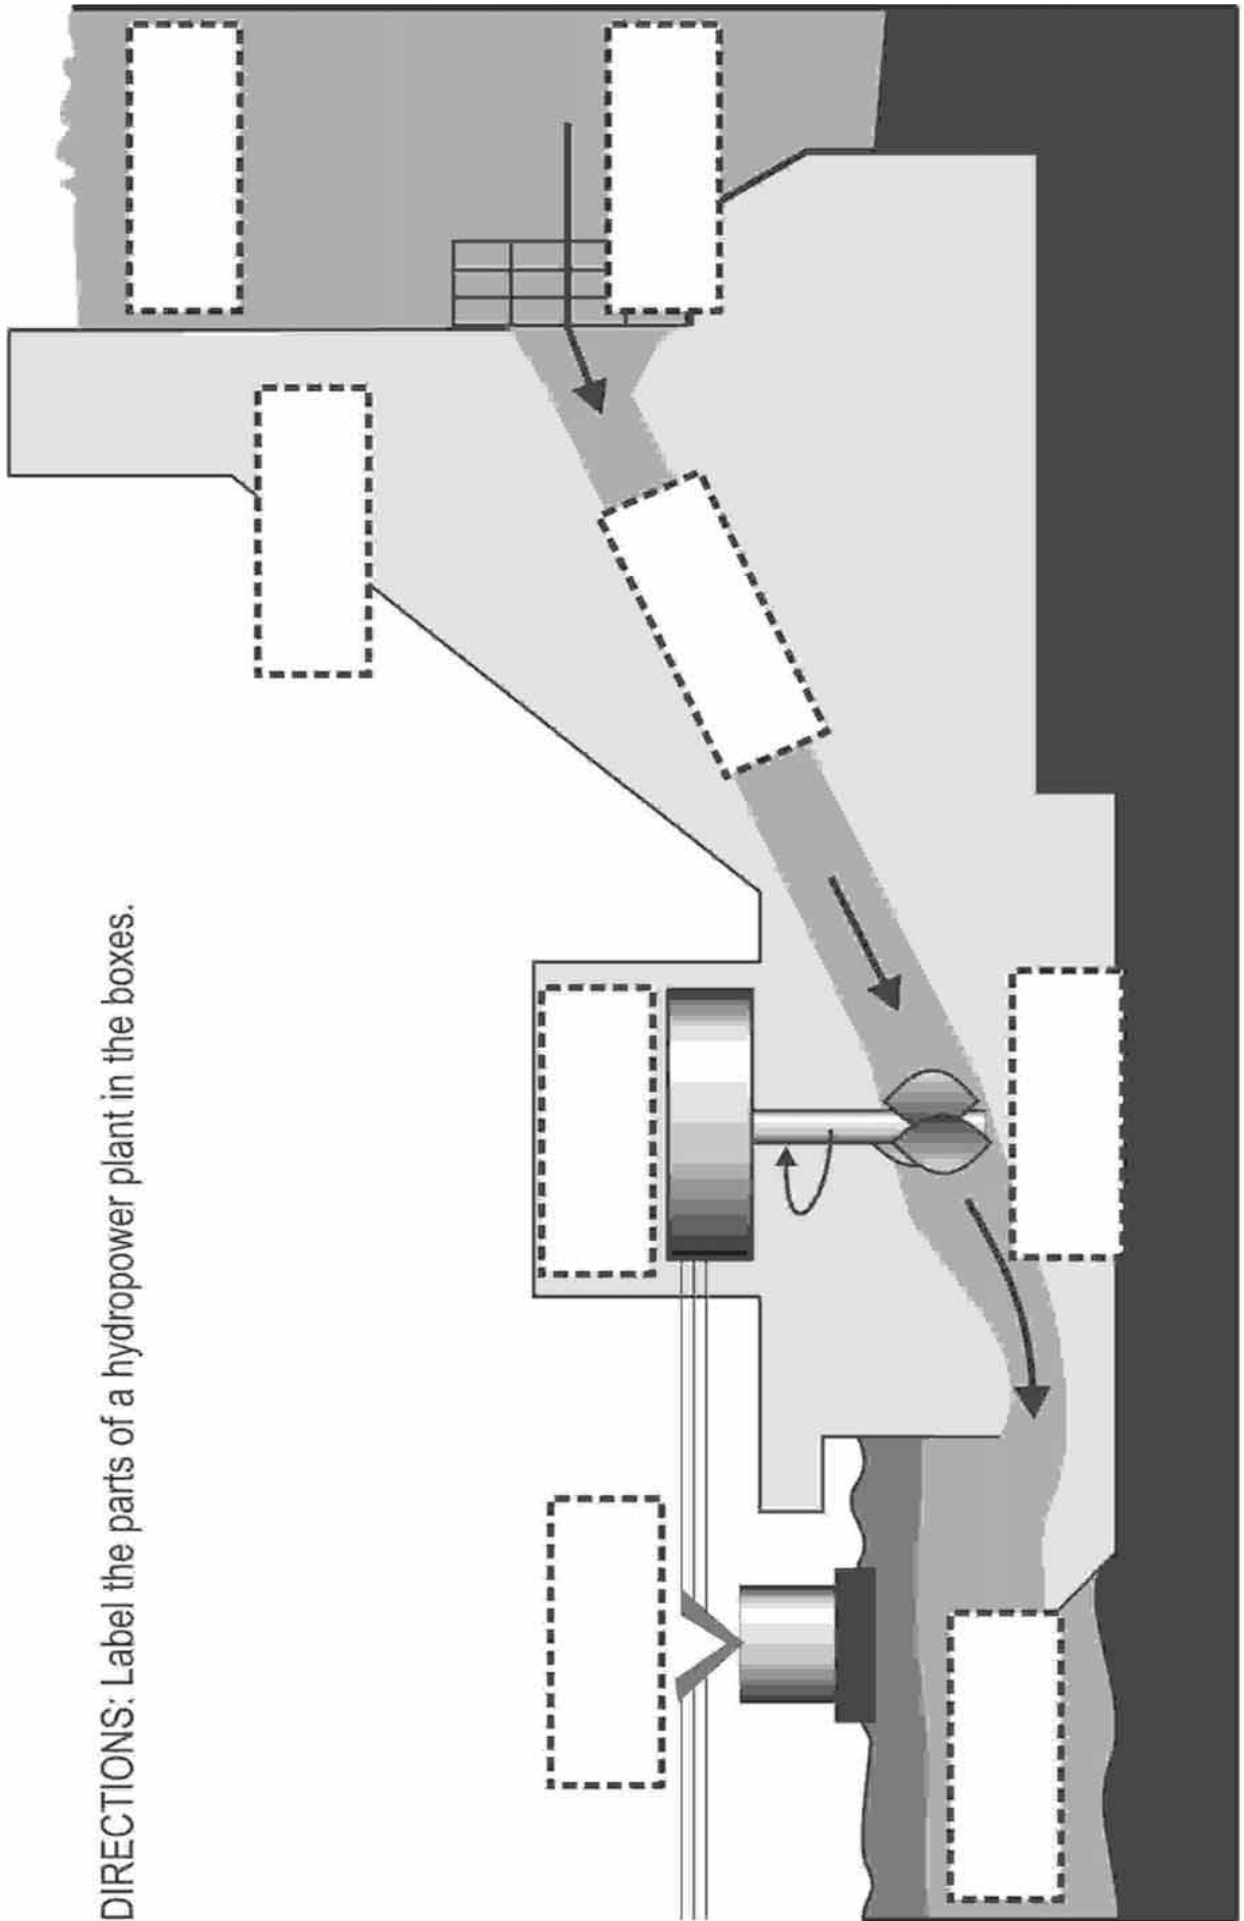 DIRECTIONS: Label the parts of a hydropower plant in the boxes.